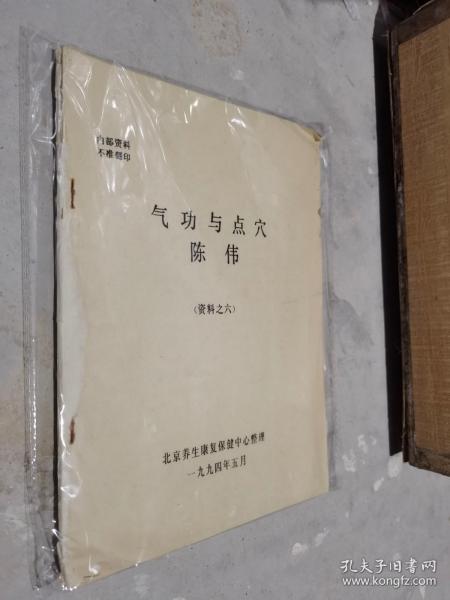 内部资料
不准翻印
气功与点穴
陈伟
（资料之六）
北京养生康复保健中心整理
一九九四年五月
孔夫子旧书网
www.kongfz.com